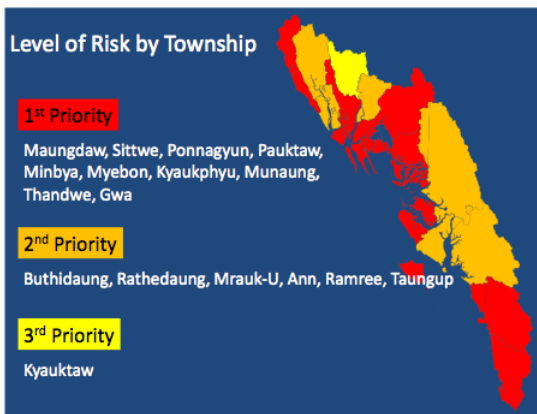 Level of Risk by Township
1st Priority
Maungdaw, Sittwe, Ponnagyun, Pauktaw,
Minbya, Myebon, Kyaukphyu, Munaung,
Thandwe, Gwa
2nd Priority
Buthidaung, Rathedaung, Mrauk-U, Ann, Ramree, Taungup
3rd Priority
Kyauktaw